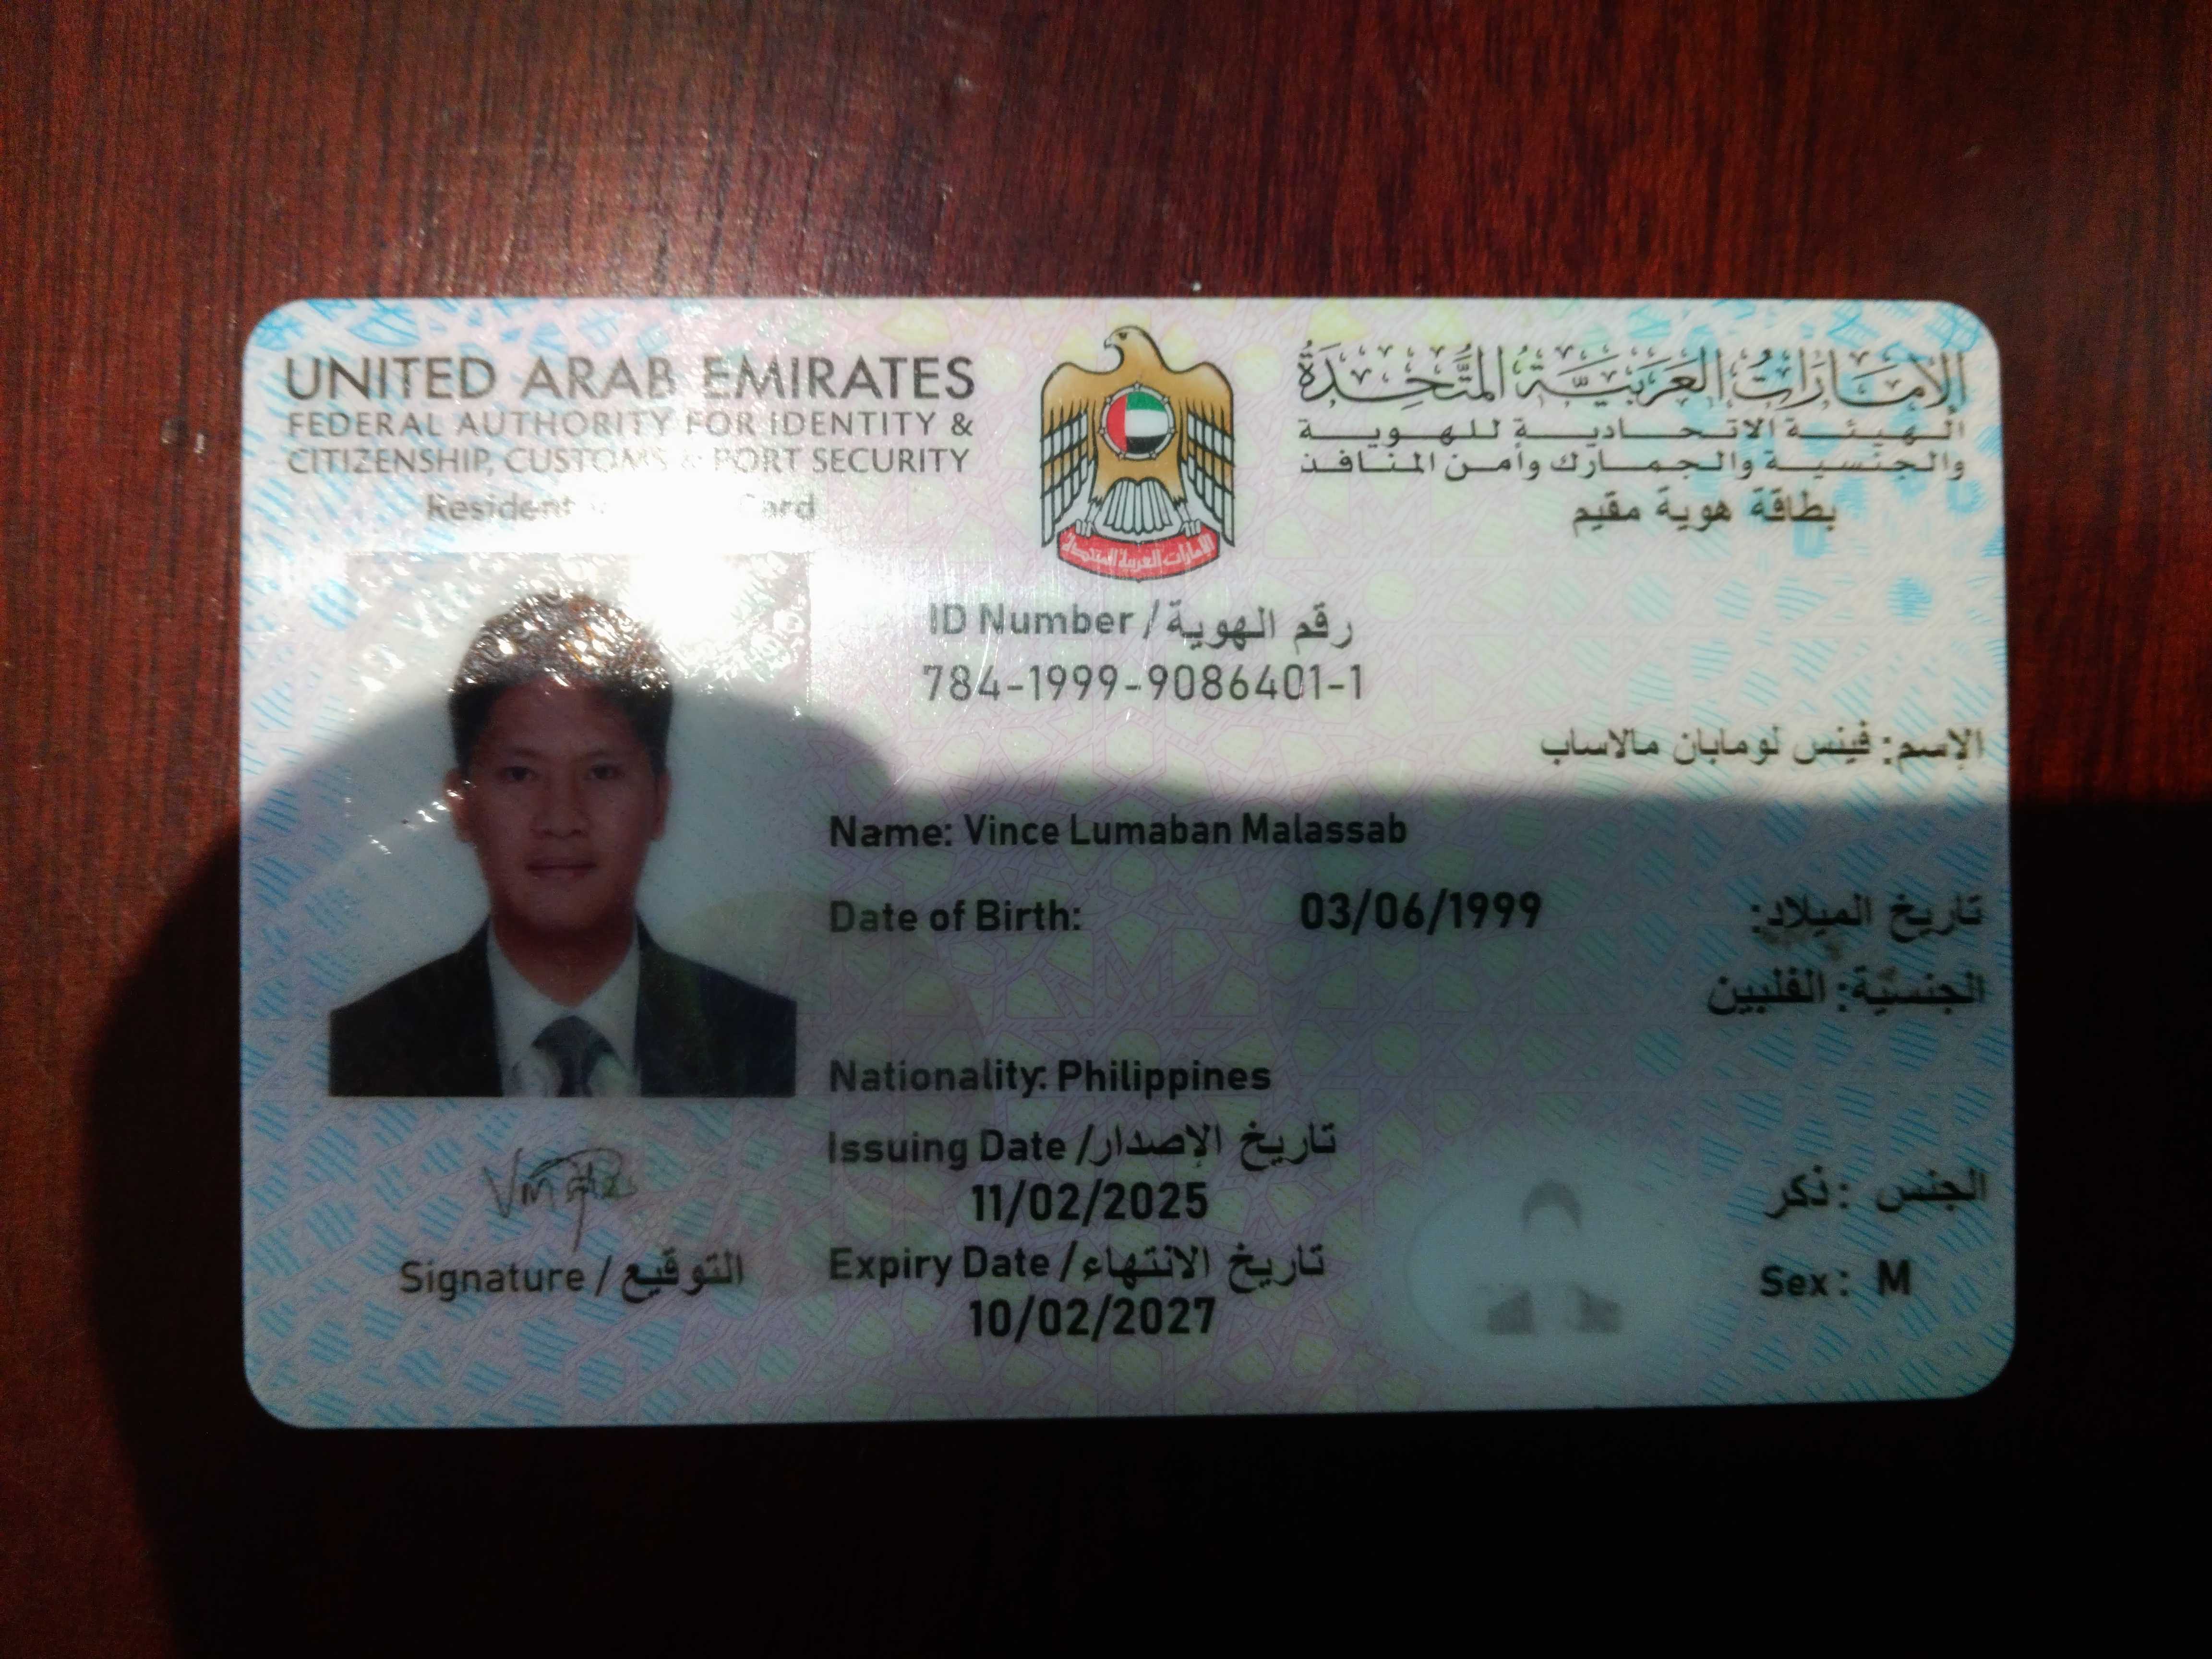 UNITED ARAB EMIRATES
FEDERAL AUTHORITY FOR IDENTITY &
CITIZENSHIP, CUSTOMS & PORT SECURITY
Resident Card
الإمارات العربية المتحدة
الهيئة الاتحادية للهوية
والجنسية والجمارك وأمن المنافذ
بطاقة هوية مقيم
الإمارات العربية المتحدة
ID Number / رقم الهوية
784-1999-9086401-1
الإسم: فينس لومابان مالاساب
Name: Vince Lumaban Malassab
Date of Birth: 03/06/1999 تاريخ الميلاد:
الجنسية: الفلبين
Nationality: Philippines
Issuing Date / تاريخ الإصدار
11/02/2025
Expiry Date / تاريخ الانتهاء
10/02/2027
الجنس : ذكر
Sex : M
Signature / التوقيع